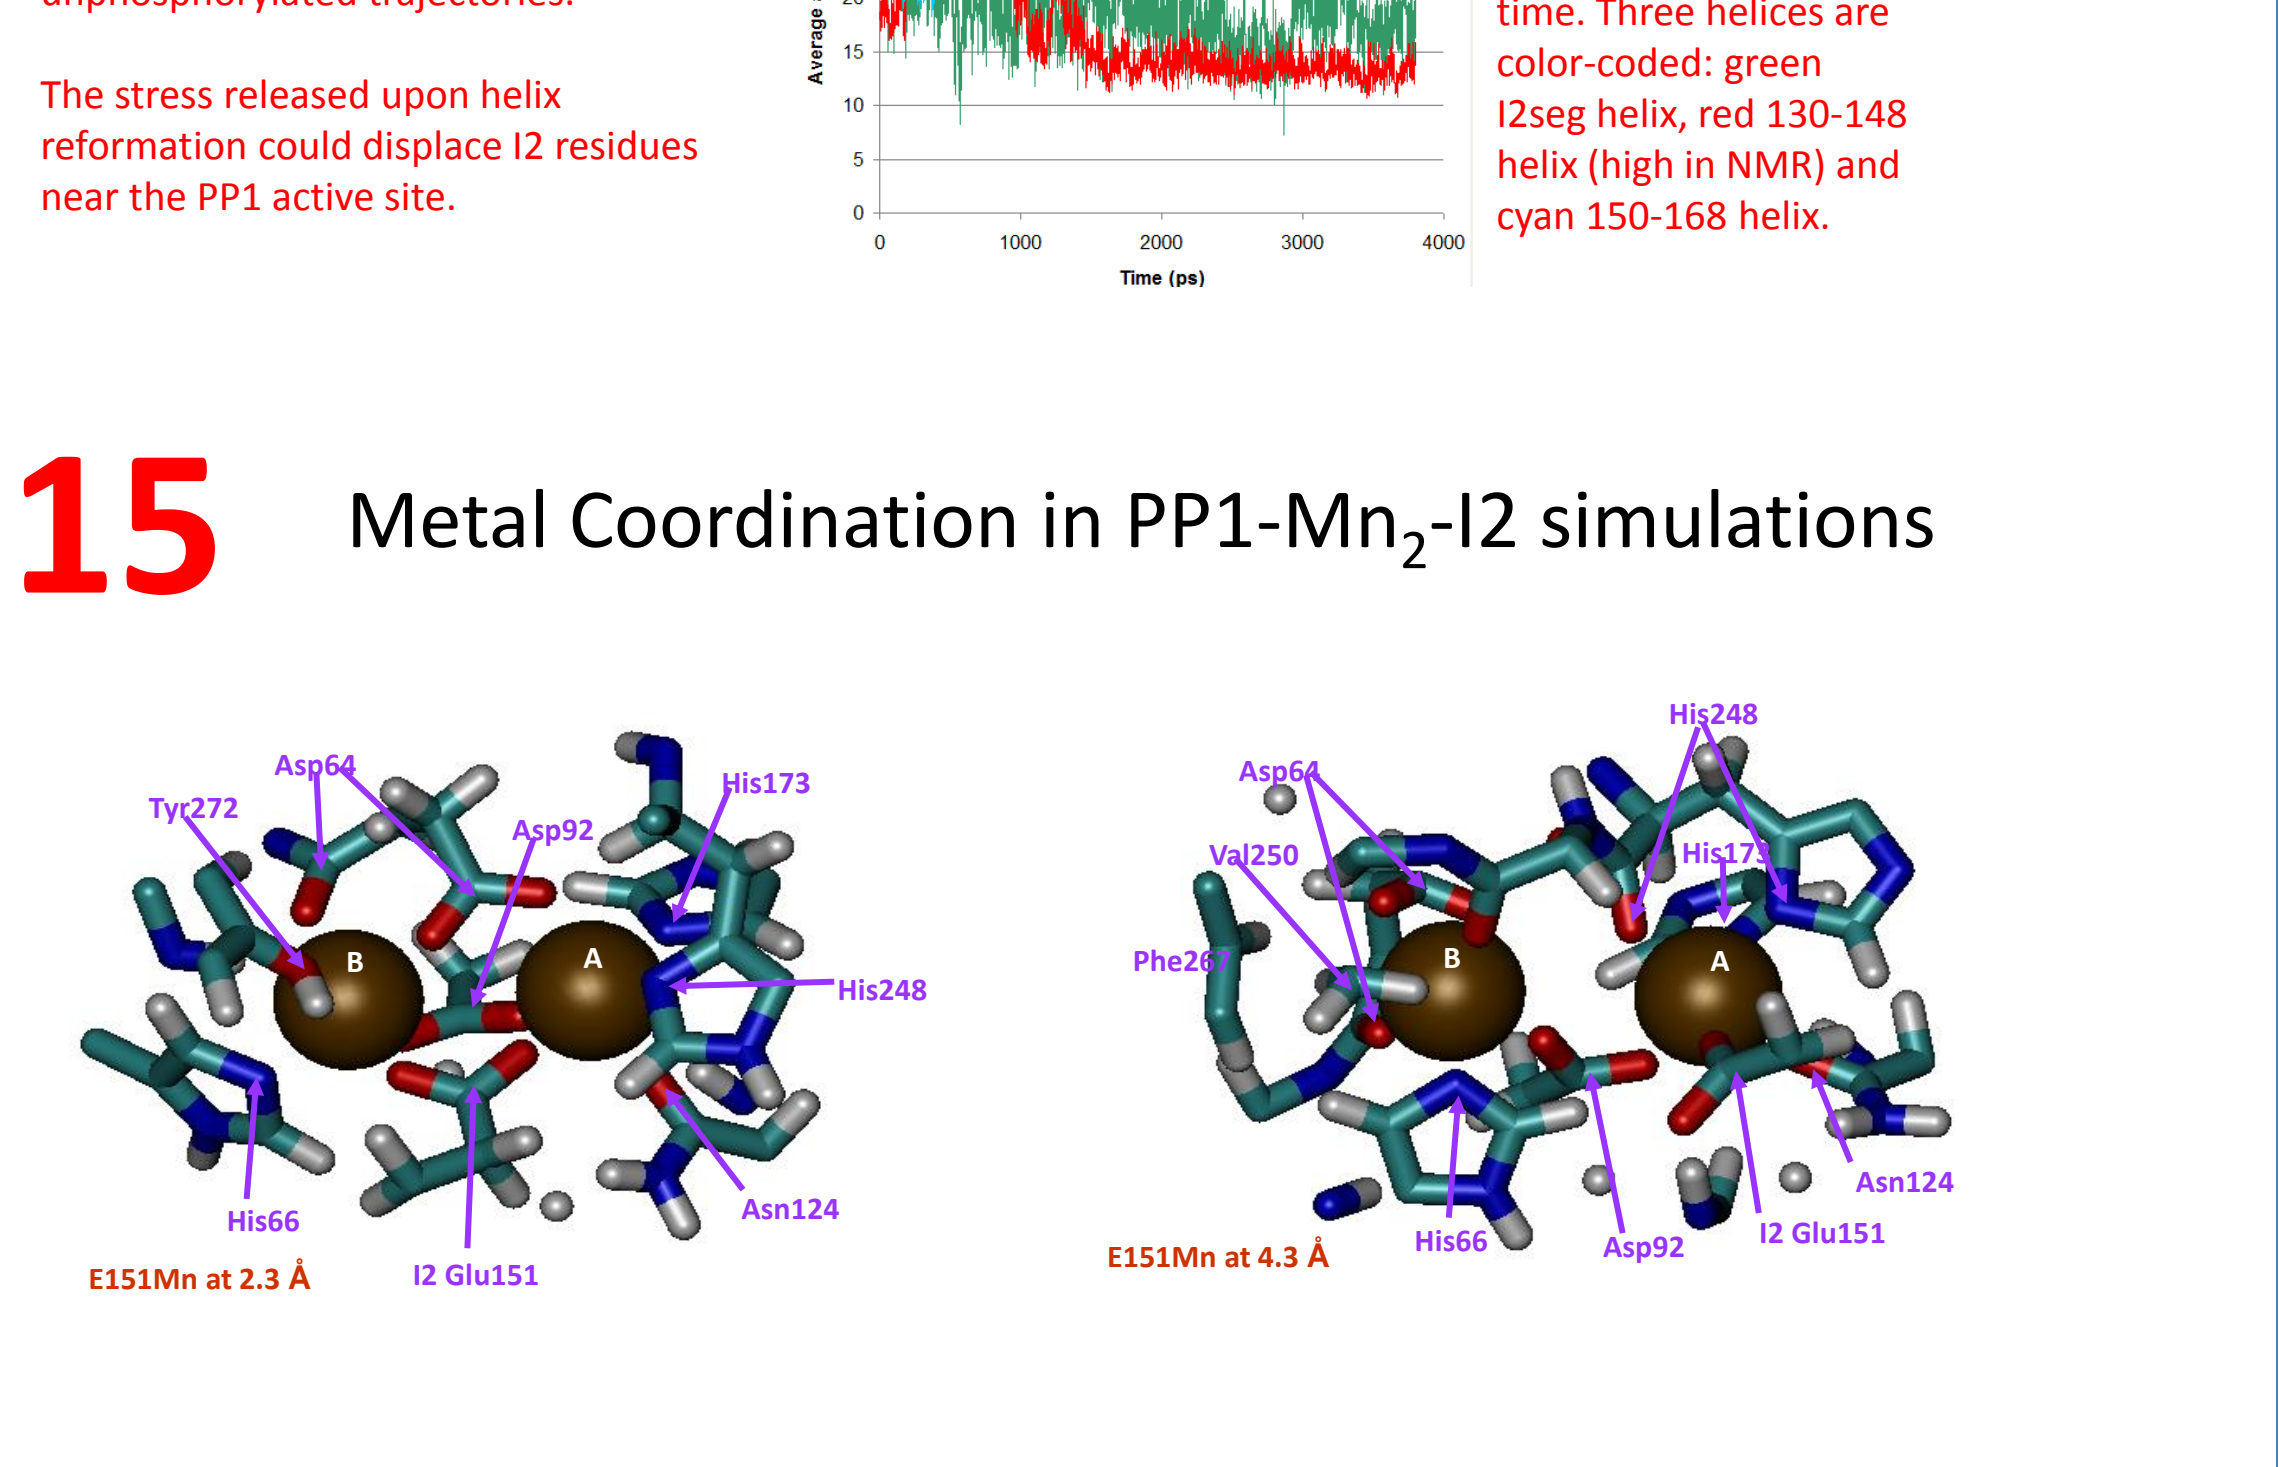 unphosphorylated trajectories.
The stress released upon helix
reformation could displace I2 residues
near the PP1 active site.
Average
20
15
10
5
0
0 1000 2000 3000 4000
Time (ps)
time. Three helices are
color-coded: green
I2seg helix, red 130-148
helix (high in NMR) and
cyan 150-168 helix.
15
Metal Coordination in PP1-Mn2-I2 simulations
Asp64
Tyr272
Asp92
His173
B
A
His248
His66
Asn124
I2 Glu151
E151Mn at 2.3 Å
His248
Asp64
Val250
His173
Phe267
B
A
Asn124
His66
Asp92
I2 Glu151
E151Mn at 4.3 Å